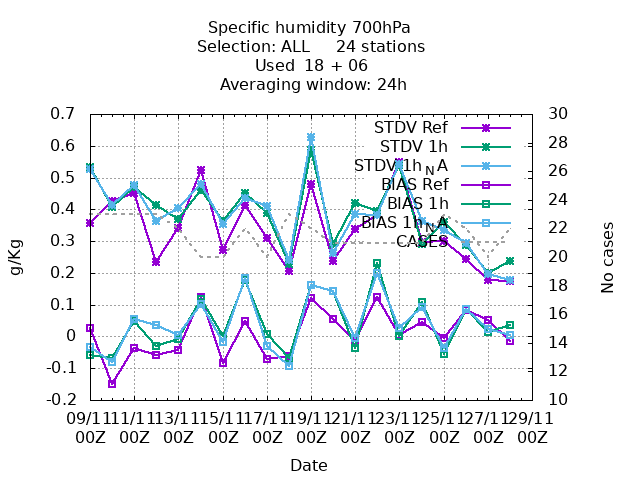 Specific humidity 700hPa
Selection: ALL 24 stations
Used 18 + 06
Averaging window: 24h
0.7
0.6
0.5
0.4
0.3
0.2
0.1
0
-0.1
-0.2
g/Kg
30
28
26
24
22
20
18
16
14
12
10
No cases
STDV Ref
STDV 1h
STDV 1h N A
BIAS Ref
BIAS 1h
BIAS 1h N A
CASES
09/11 11/11 13/11 15/11 17/11 19/11 21/11 23/11 25/11 27/11 29/11
00Z 00Z 00Z 00Z 00Z 00Z 00Z 00Z 00Z 00Z 00Z
Date